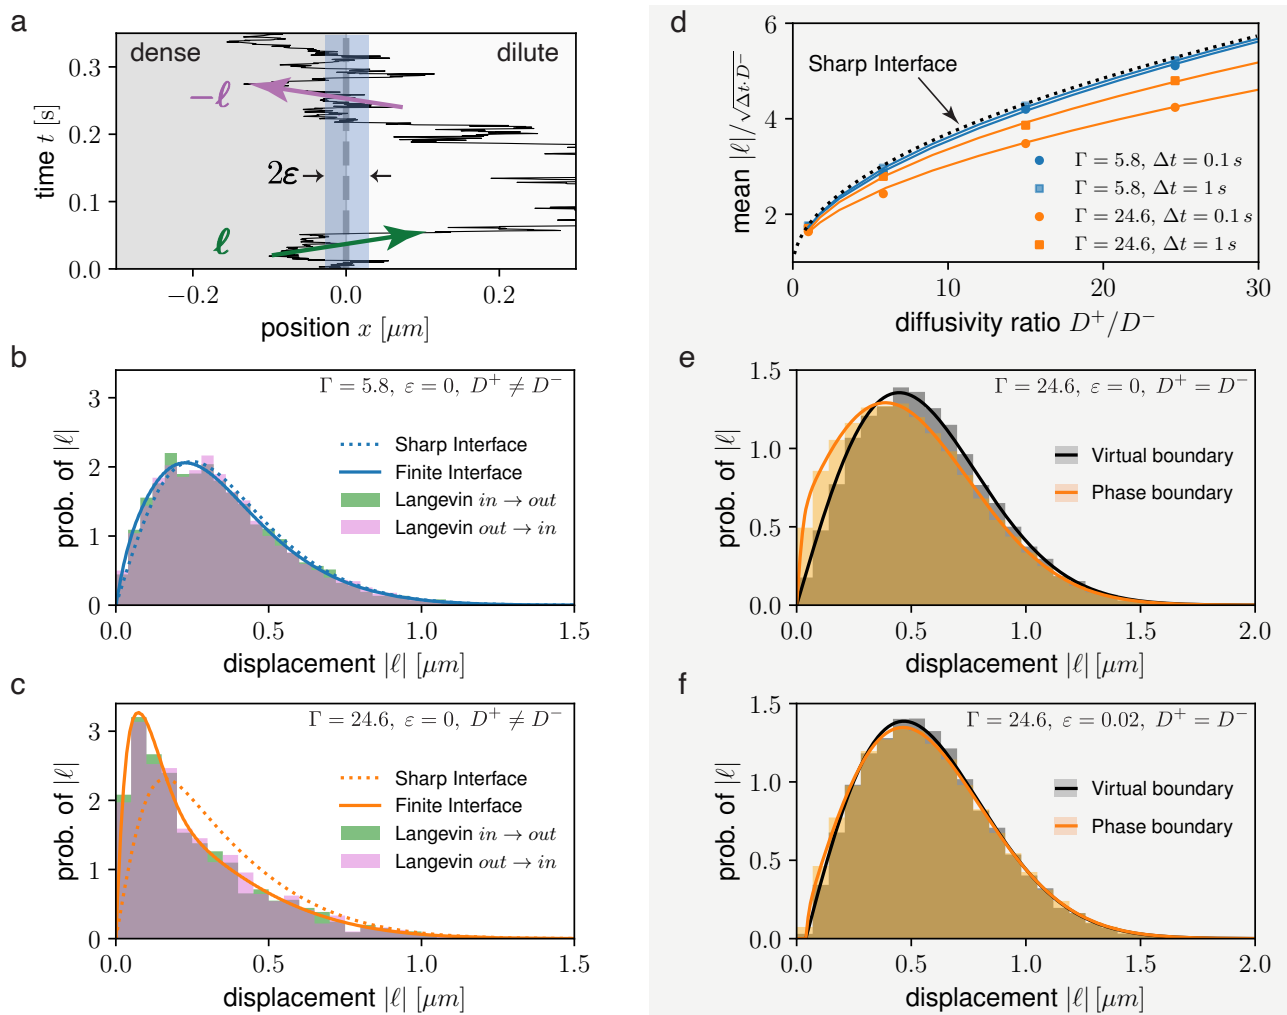 a
dense
dilute
0.3
0.2
0.1
0.0
time t [s]
−ℓ
2ε
ℓ
−0.2
0.0
0.2
position x [μm]
b
Γ = 5.8, ε = 0, D⁺ ≠ D⁻
3
2
1
0
prob. of |ℓ|
Sharp Interface
Finite Interface
Langevin in → out
Langevin out → in
0.0
0.5
1.0
1.5
displacement |ℓ| [μm]
c
Γ = 24.6, ε = 0, D⁺ ≠ D⁻
3
2
1
0
prob. of |ℓ|
Sharp Interface
Finite Interface
Langevin in → out
Langevin out → in
0.0
0.5
1.0
1.5
displacement |ℓ| [μm]
d
6
4
2
mean |ℓ|/√Δt·D⁻
Sharp Interface
Γ = 5.8, Δt = 0.1 s
Γ = 5.8, Δt = 1 s
Γ = 24.6, Δt = 0.1 s
Γ = 24.6, Δt = 1 s
0
10
20
30
diffusivity ratio D⁺/D⁻
e
Γ = 24.6, ε = 0, D⁺ = D⁻
1.5
1.0
0.5
0.0
prob. of |ℓ|
Virtual boundary
Phase boundary
0.0
0.5
1.0
1.5
2.0
displacement |ℓ| [μm]
f
Γ = 24.6, ε = 0.02, D⁺ = D⁻
1.5
1.0
0.5
0.0
prob. of |ℓ|
Virtual boundary
Phase boundary
0.0
0.5
1.0
1.5
2.0
displacement |ℓ| [μm]